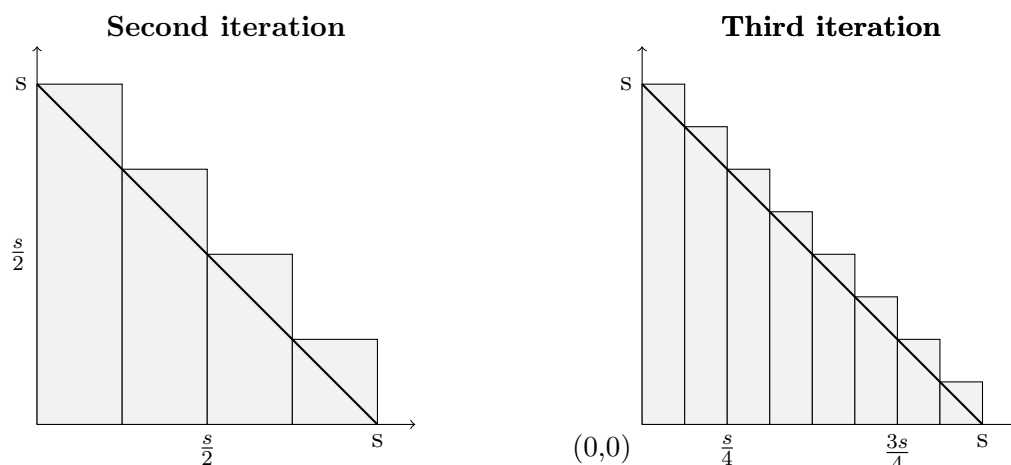 Second iteration
s
s/2
s/2
s
Third iteration
s
(0,0)
s/4
3s/4
s